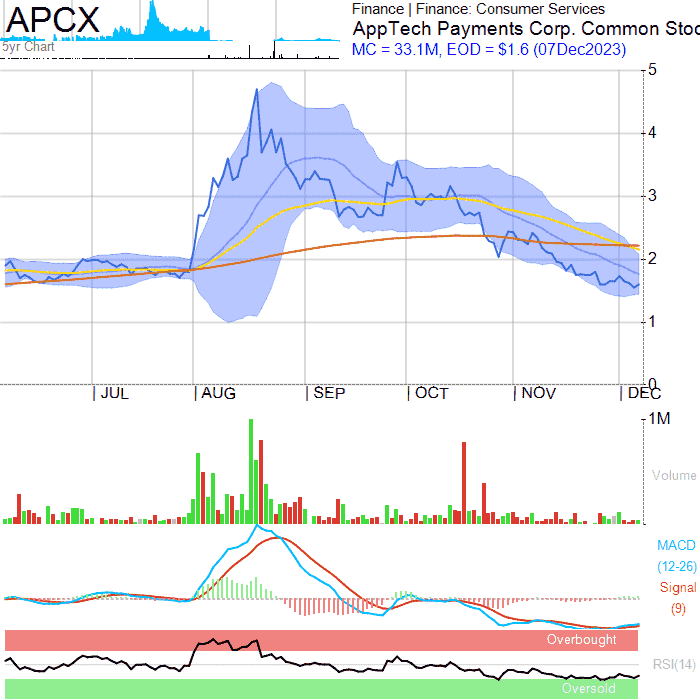 APCX
5yr Chart
Finance | Finance: Consumer Services
AppTech Payments Corp. Common Stoc
MC = 33.1M, EOD = $1.6 (07Dec2023)
5
4
3
2
1
0
JUL
AUG
SEP
OCT
NOV
DEC
1M
Volume
MACD
(12-26)
Signal
(9)
Overbought
RSI(14)
Oversold